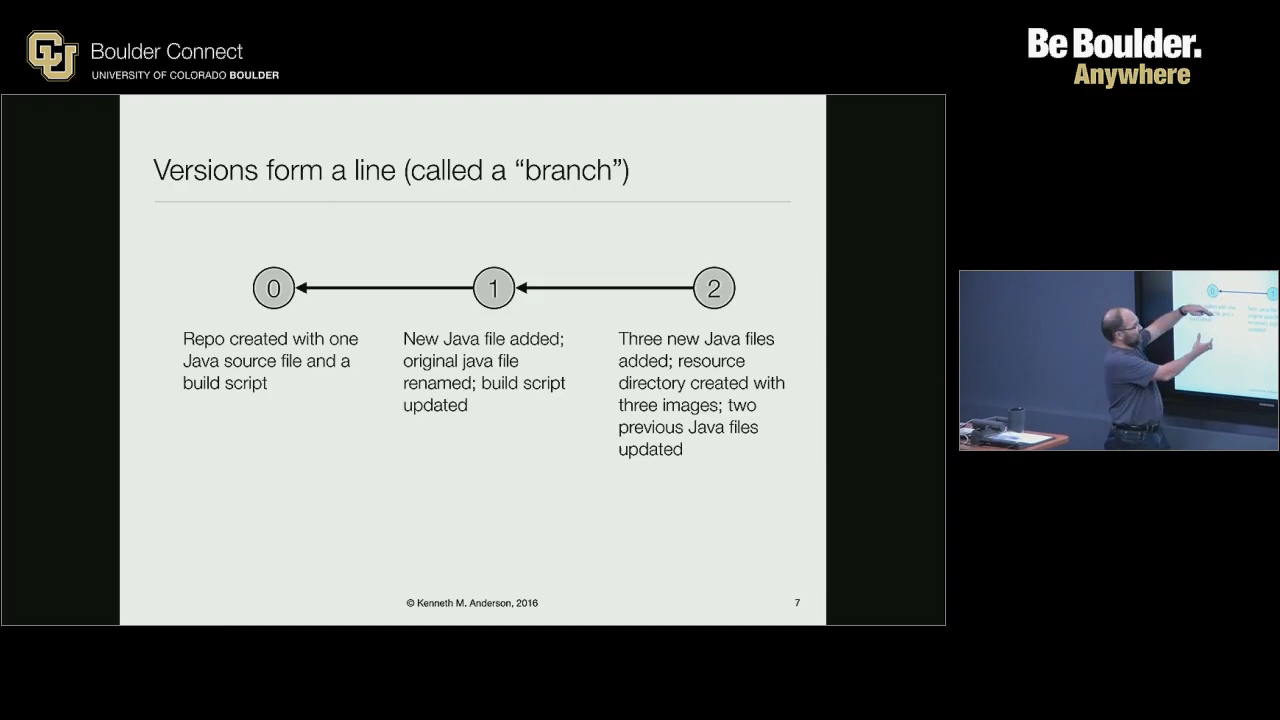 Boulder Connect
UNIVERSITY OF COLORADO BOULDER
Be Boulder.
Anywhere
Versions form a line (called a “branch”)
0
1
2
Repo created with one
Java source file and a
build script
New Java file added;
original java file
renamed; build script
updated
Three new Java files
added; resource
directory created with
three images; two
previous Java files
updated
© Kenneth M. Anderson, 2016
7